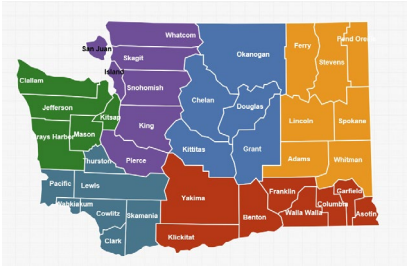 Whatcom
San Juan
Okanogan
Ferry
Pend Ore
Stevens
Skagit
Island
Clallam
Snohomish
Chelan
Douglas
Jefferson
Kitsap
King
Lincoln
Spokane
Grays Harbor
Mason
Kittitas
Grant
Thurston
Pierce
Adams
Whitman
Pacific
Lewis
Yakima
Franklin
Garfield
Wahkiakum
Cowlitz
Skamania
Benton
Walla Walla
Columbia
Asotin
Clark
Klickitat